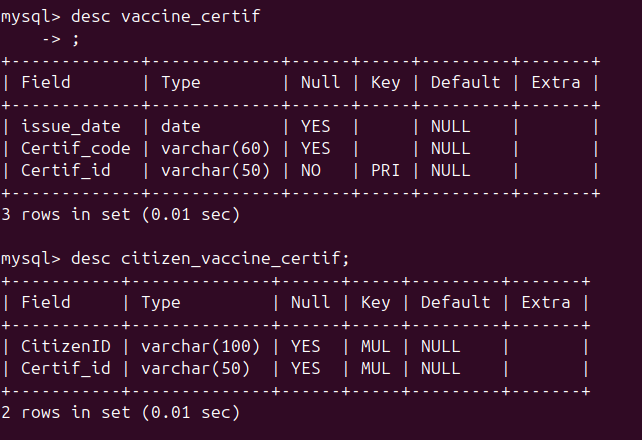 mysql> desc vaccine_certif
    -> ;
+-------------+-------------+------+-----+---------+-------+
| Field       | Type        | Null | Key | Default | Extra |
+-------------+-------------+------+-----+---------+-------+
| issue_date  | date        | YES  |     | NULL    |       |
| Certif_code | varchar(60) | YES  |     | NULL    |       |
| Certif_id   | varchar(50) | NO   | PRI | NULL    |       |
+-------------+-------------+------+-----+---------+-------+
3 rows in set (0.01 sec)

mysql> desc citizen_vaccine_certif;
+-----------+--------------+------+-----+---------+-------+
| Field     | Type         | Null | Key | Default | Extra |
+-----------+--------------+------+-----+---------+-------+
| CitizenID | varchar(100) | YES  | MUL | NULL    |       |
| Certif_id | varchar(50)  | YES  | MUL | NULL    |       |
+-----------+--------------+------+-----+---------+-------+
2 rows in set (0.01 sec)